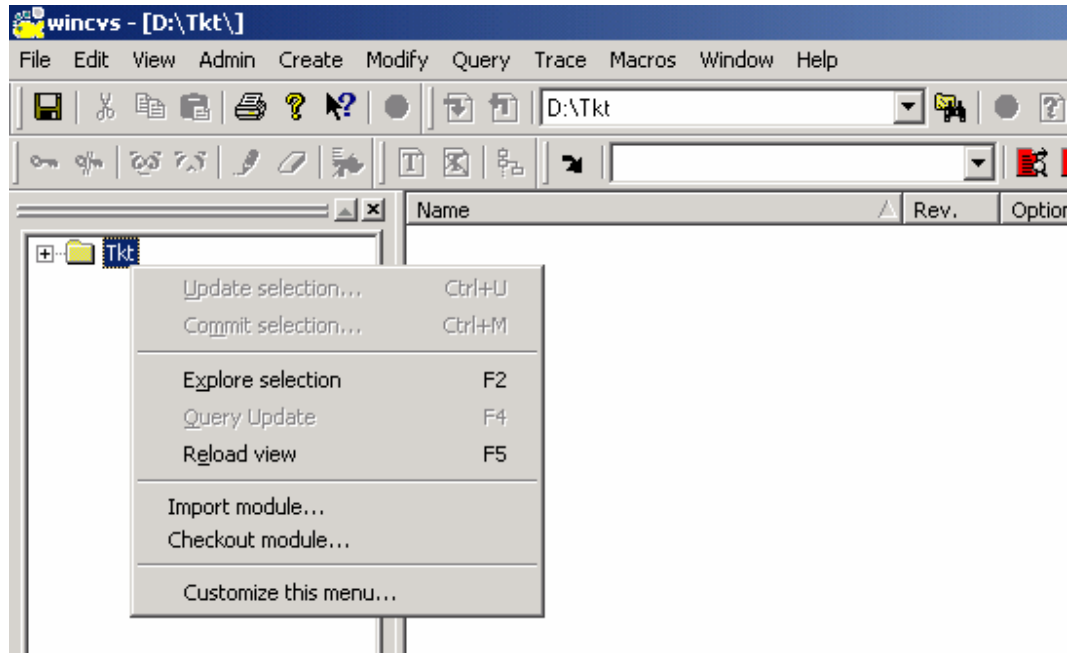 wincvs - [D:\Tkt\]
File Edit View Admin Create Modify Query Trace Macros Window Help
D:\Tkt
Name Rev. Option
Tkt
Update selection... Ctrl+U
Commit selection... Ctrl+M
Explore selection F2
Query Update F4
Reload view F5
Import module...
Checkout module...
Customize this menu...